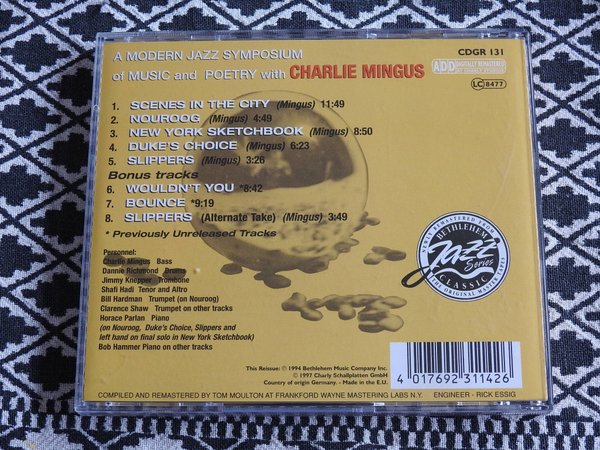 A MODERN JAZZ SYMPOSIUM
of MUSIC and POETRY with CHARLIE MINGUS
CDGR 131
ADD DIGITALLY REMASTERED
LC 8477
1. SCENES IN THE CITY (Mingus) 11:49
2. NOUROOG (Mingus) 4:49
3. NEW YORK SKETCHBOOK (Mingus) 8:50
4. DUKE'S CHOICE (Mingus) 6:23
5. SLIPPERS (Mingus) 3:26
Bonus tracks
6. WOULDN'T YOU *8:42
7. BOUNCE *9:19
8. SLIPPERS (Alternate Take) (Mingus) 3:49
* Previously Unreleased Tracks
Personnel:
Charlie Mingus Bass
Dannie Richmond Drums
Jimmy Knepper Trombone
Shafi Hadi Tenor and Altro
Bill Hardman Trumpet (on Nouroog)
Clarence Shaw Trumpet on other tracks
Horace Parlan Piano
(on Nouroog, Duke's Choice, Slippers and
left hand on final solo in New York Sketchbook)
Bob Hammer Piano on other tracks
BETHLEHEM
Jazz
Series
CLASSIC
This Reissue: © 1994 Bethlehem Music Company Inc.
© 1997 Charly Schallplatten GmbH
Country of origin Germany. - Made in the E.U.
4 017692 311426
COMPILED AND REMASTERED BY TOM MOULTON AT FRANKFORD WAYNE MASTERING LABS N.Y. ENGINEER - RICK ESSIG